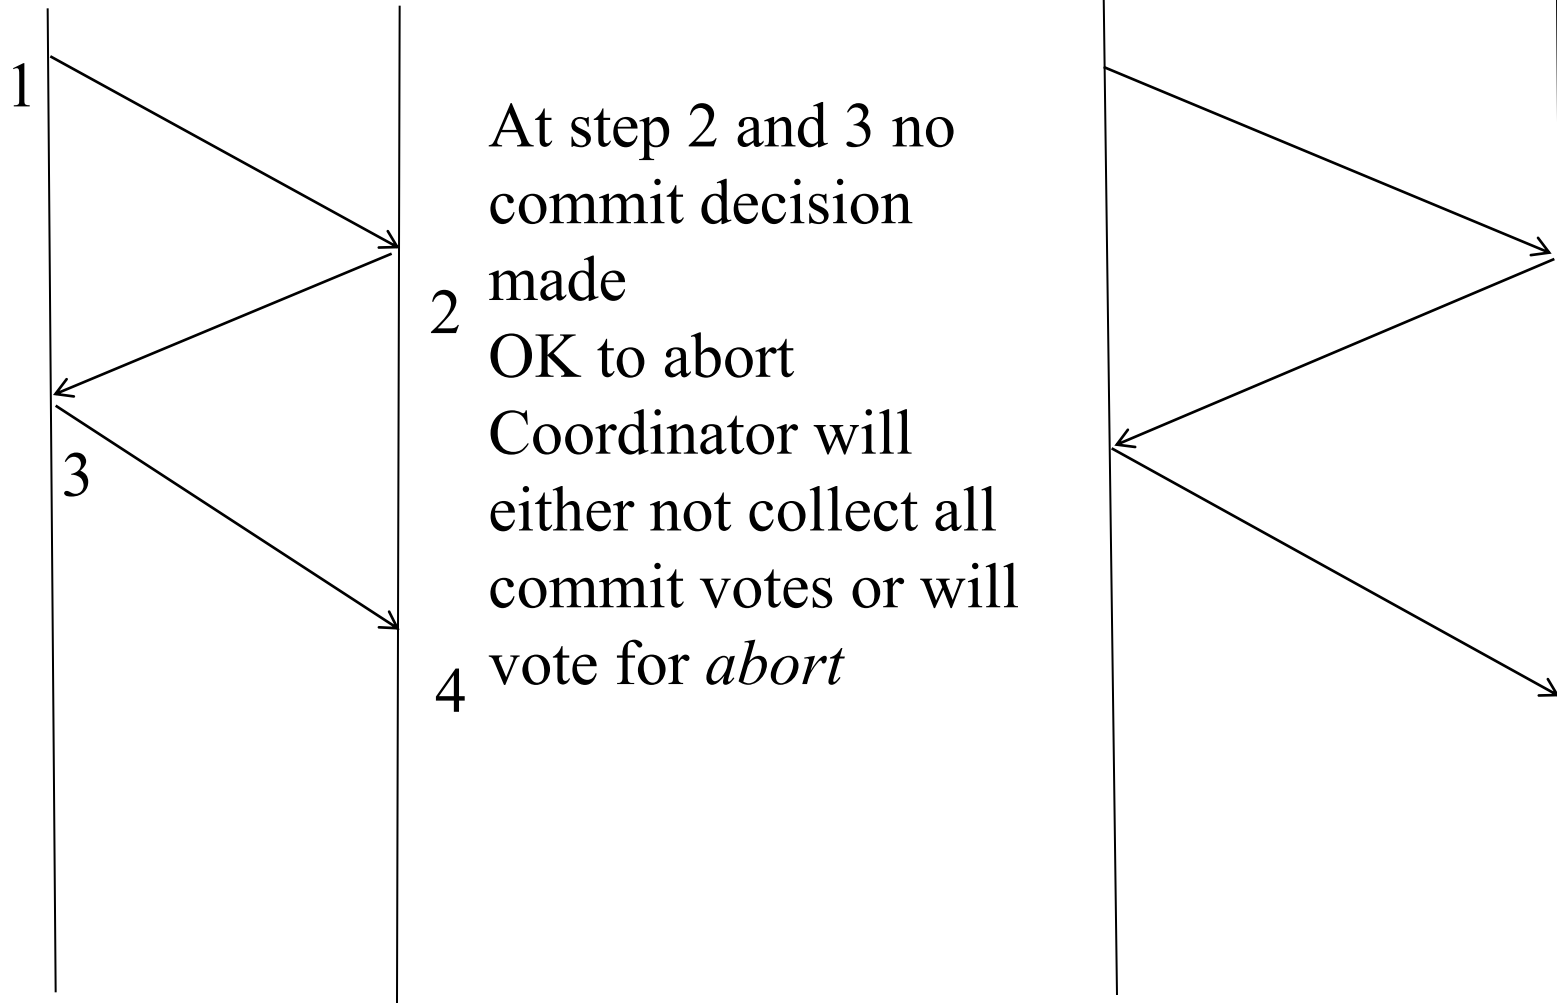 1
At step 2 and 3 no
commit decision
made
2
OK to abort
Coordinator will
3
either not collect all
commit votes or will
vote for abort
4